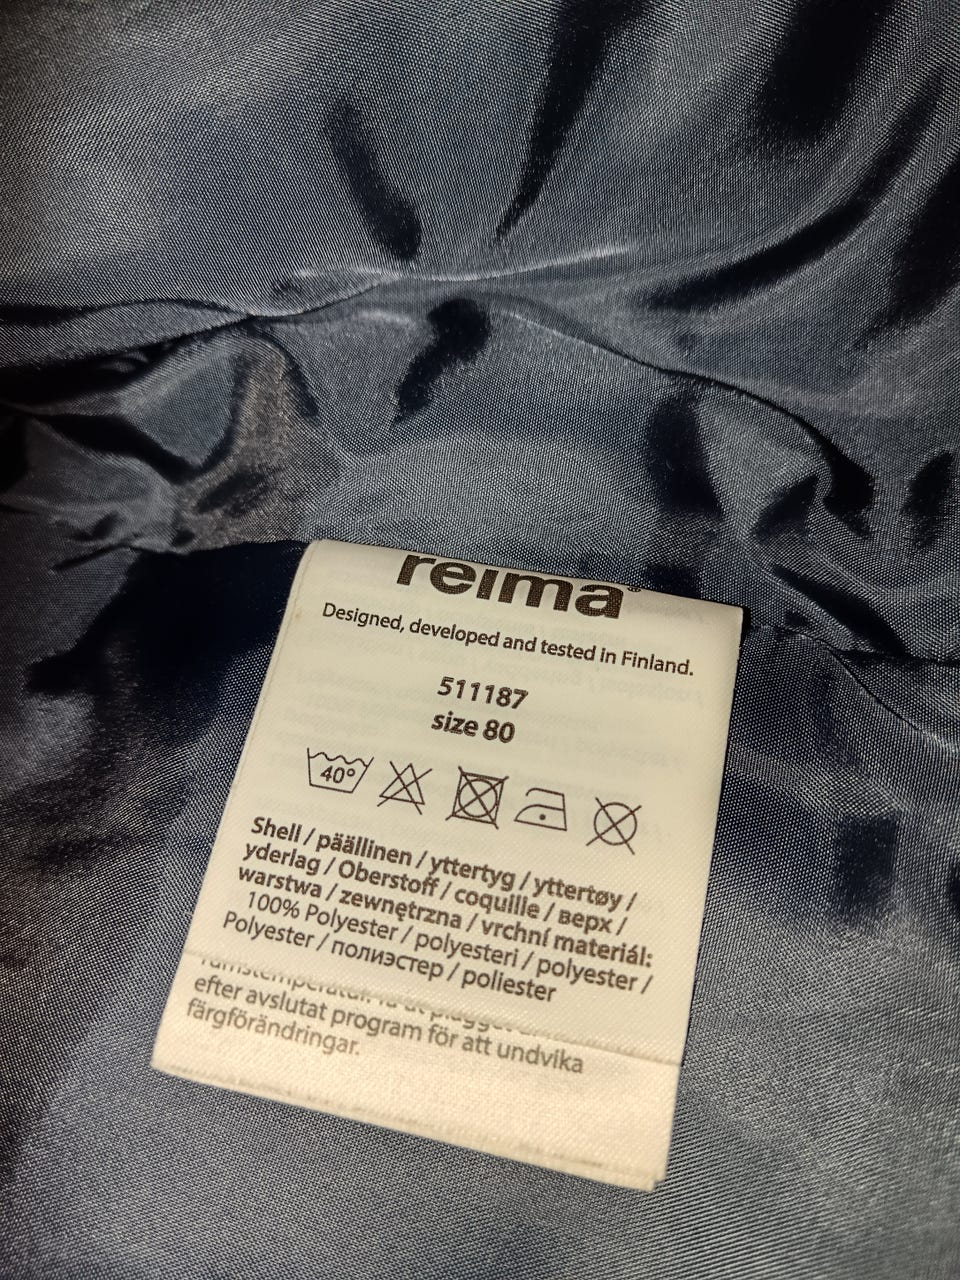 reima®
Designed, developed and tested in Finland.
511187
size 80
40°
Shell / päällinen / yttertyg / yttertøy /
yderlag / Oberstoff / coquille / верх /
warstwa / zewnętrzna / vrchní materiál:
100% Polyester / polyesteri / polyester /
Polyester / полиэстер / poliester
efter avslutat program för att undvika
färgförändringar.